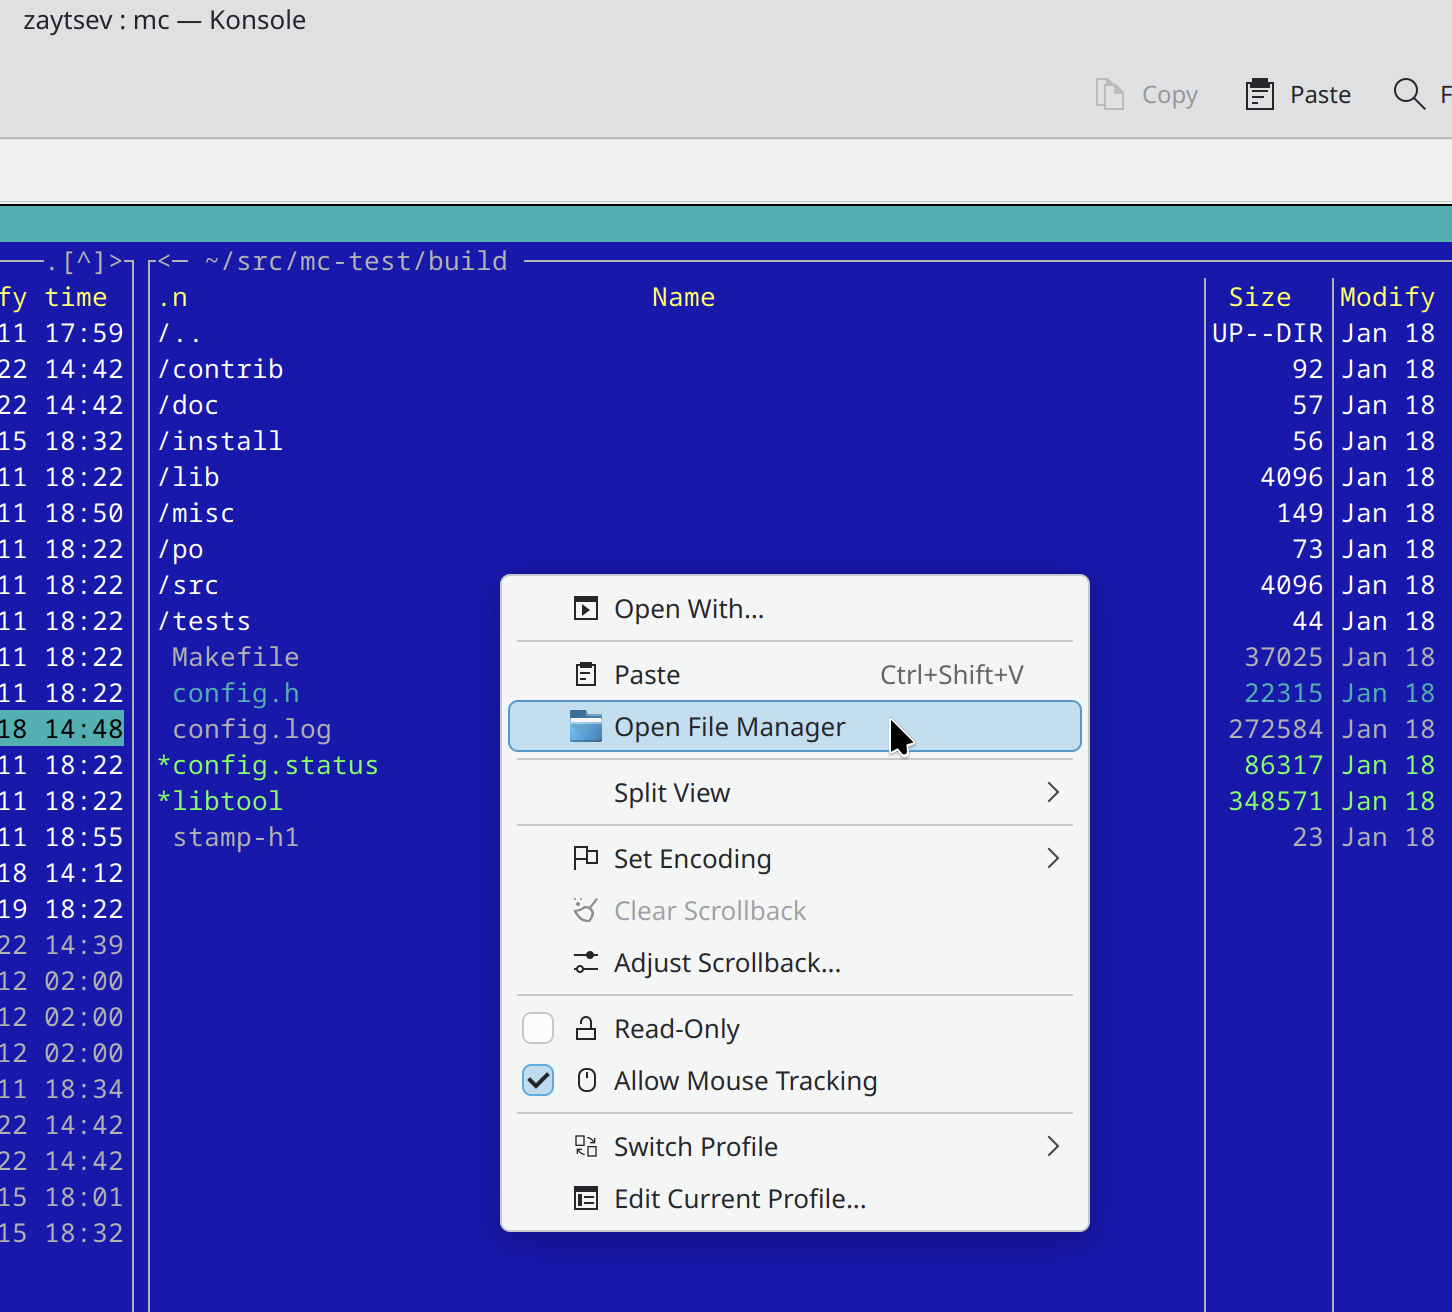 zaytsev : mc — Konsole
Copy Paste F
.[^]> <— ~/src/mc-test/build
fy time .n Name Size Modify
11 17:59 /.. UP--DIR Jan 18
22 14:42 /contrib 92 Jan 18
22 14:42 /doc 57 Jan 18
15 18:32 /install 56 Jan 18
11 18:22 /lib 4096 Jan 18
11 18:50 /misc 149 Jan 18
11 18:22 /po 73 Jan 18
11 18:22 /src 4096 Jan 18
11 18:22 /tests 44 Jan 18
11 18:22 Makefile 37025 Jan 18
11 18:22 config.h 22315 Jan 18
18 14:48 config.log 272584 Jan 18
11 18:22 *config.status 86317 Jan 18
11 18:22 *libtool 348571 Jan 18
11 18:55 stamp-h1 23 Jan 18
18 14:12
19 18:22
22 14:39
12 02:00
12 02:00
12 02:00
11 18:34
22 14:42
22 14:42
15 18:01
15 18:32
Open With...
Paste Ctrl+Shift+V
Open File Manager
Split View
Set Encoding
Clear Scrollback
Adjust Scrollback...
Read-Only
Allow Mouse Tracking
Switch Profile
Edit Current Profile...